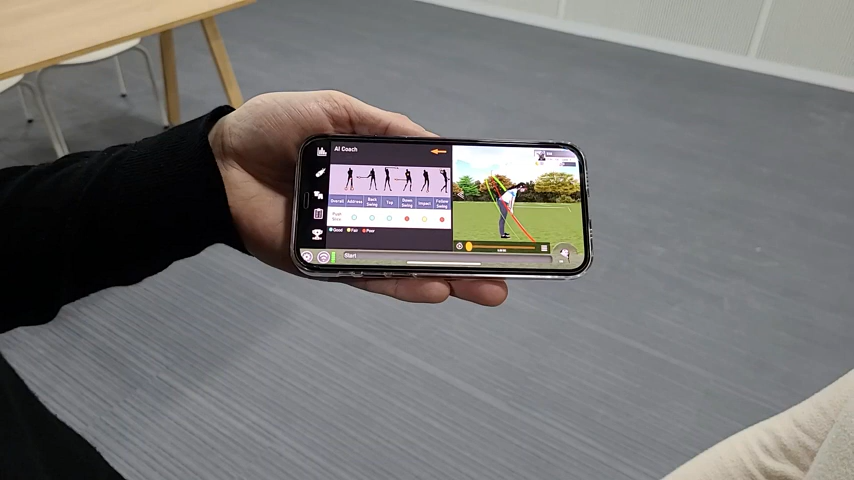 AI Coach
Overall Address Back Swing Top Down Swing Impact Follow Swing
Good Fair Poor
Start